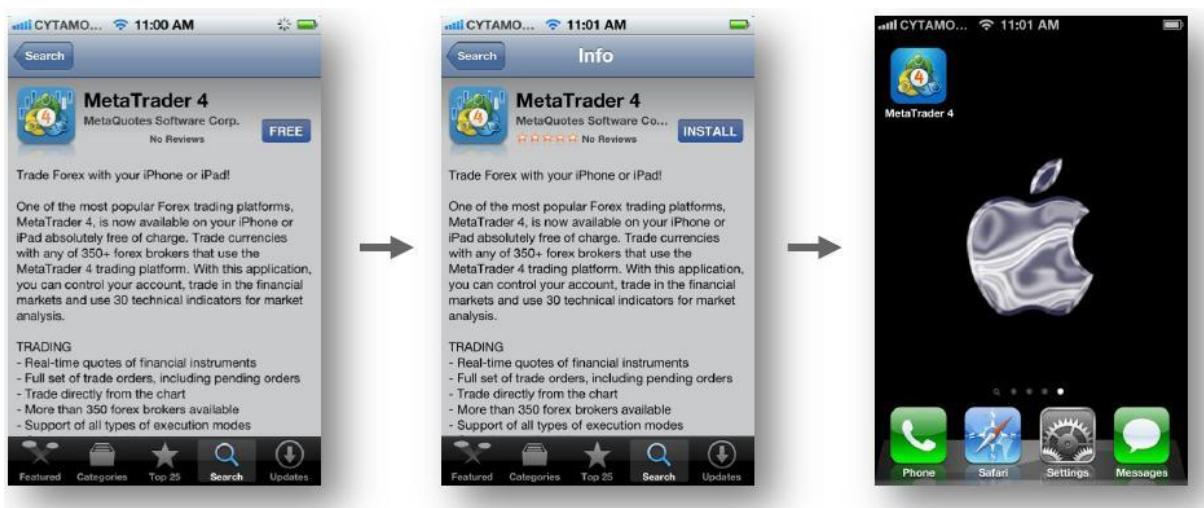 CYTAMO... 11:00 AM
Search
MetaTrader 4
MetaQuotes Software Corp.
No Reviews
FREE
Trade Forex with your iPhone or iPad!
One of the most popular Forex trading platforms,
MetaTrader 4, is now available on your iPhone or
iPad absolutely free of charge. Trade currencies
with any of 350+ forex brokers that use the
MetaTrader 4 trading platform. With this application,
you can control your account, trade in the financial
markets and use 30 technical indicators for market
analysis.
TRADING
- Real-time quotes of financial instruments
- Full set of trade orders, including pending orders
- Trade directly from the chart
- More than 350 forex brokers available
- Support of all types of execution modes
Featured Categories Top 25 Search Updates
CYTAMO... 11:01 AM
Search Info
MetaTrader 4
MetaQuotes Software Co...
No Reviews
INSTALL
Trade Forex with your iPhone or iPad!
One of the most popular Forex trading platforms,
MetaTrader 4, is now available on your iPhone or
iPad absolutely free of charge. Trade currencies
with any of 350+ forex brokers that use the
MetaTrader 4 trading platform. With this application,
you can control your account, trade in the financial
markets and use 30 technical indicators for market
analysis.
TRADING
- Real-time quotes of financial instruments
- Full set of trade orders, including pending orders
- Trade directly from the chart
- More than 350 forex brokers available
- Support of all types of execution modes
Featured Categories Top 25 Search Updates
CYTAMO... 11:01 AM
4
MetaTrader 4
Phone Safari Settings Messages